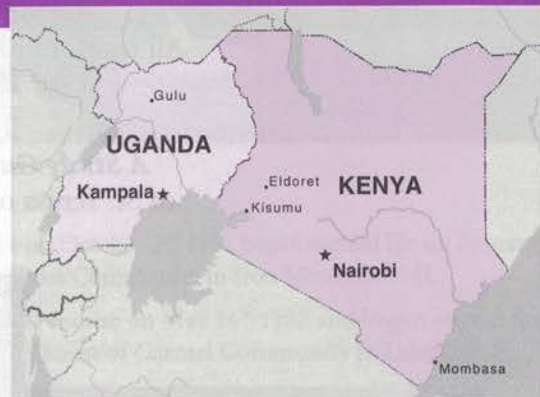 Gulu
UGANDA
Kampala
Eldoret
KENYA
Kisumu
Nairobi
Mombasa